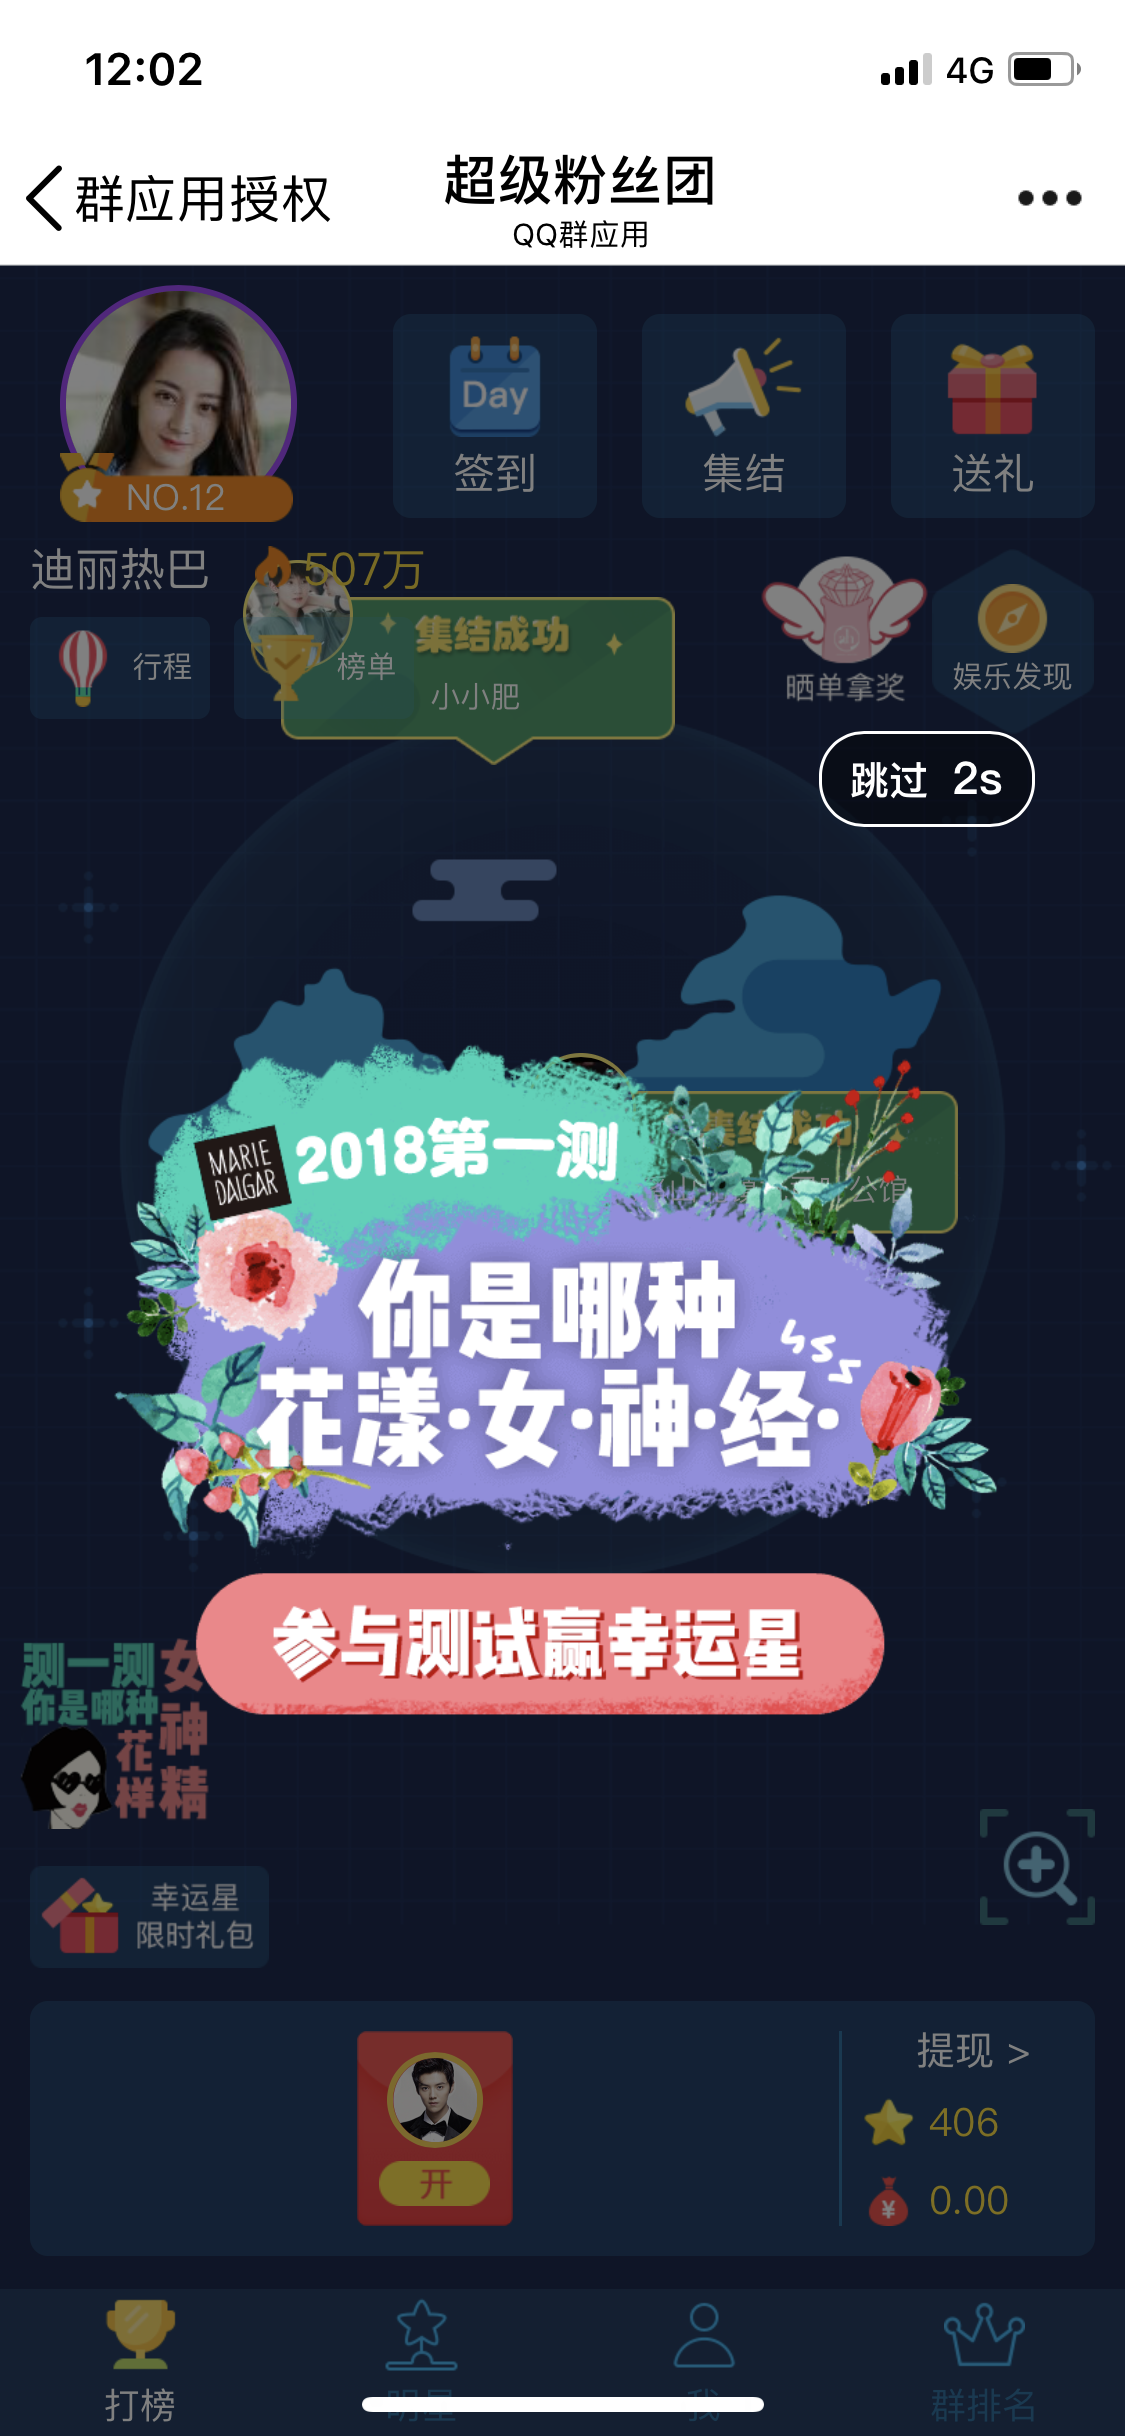 12:02
4G
群应用授权
超级粉丝团
QQ群应用
Day
签到
集结
送礼
NO.12
迪丽热巴
507万
行程
榜单
集结成功
小小肥
晒单拿奖
娱乐发现
跳过 2s
MARIE
DALGAR
2018第一测
集结成功
公馆
你是哪种
花漾·女·神·经·
参与测试赢幸运星
测一测
你是哪种
花样
女神精
幸运星
限时礼包
开
提现 >
406
¥
0.00
打榜
明星
我
群排名